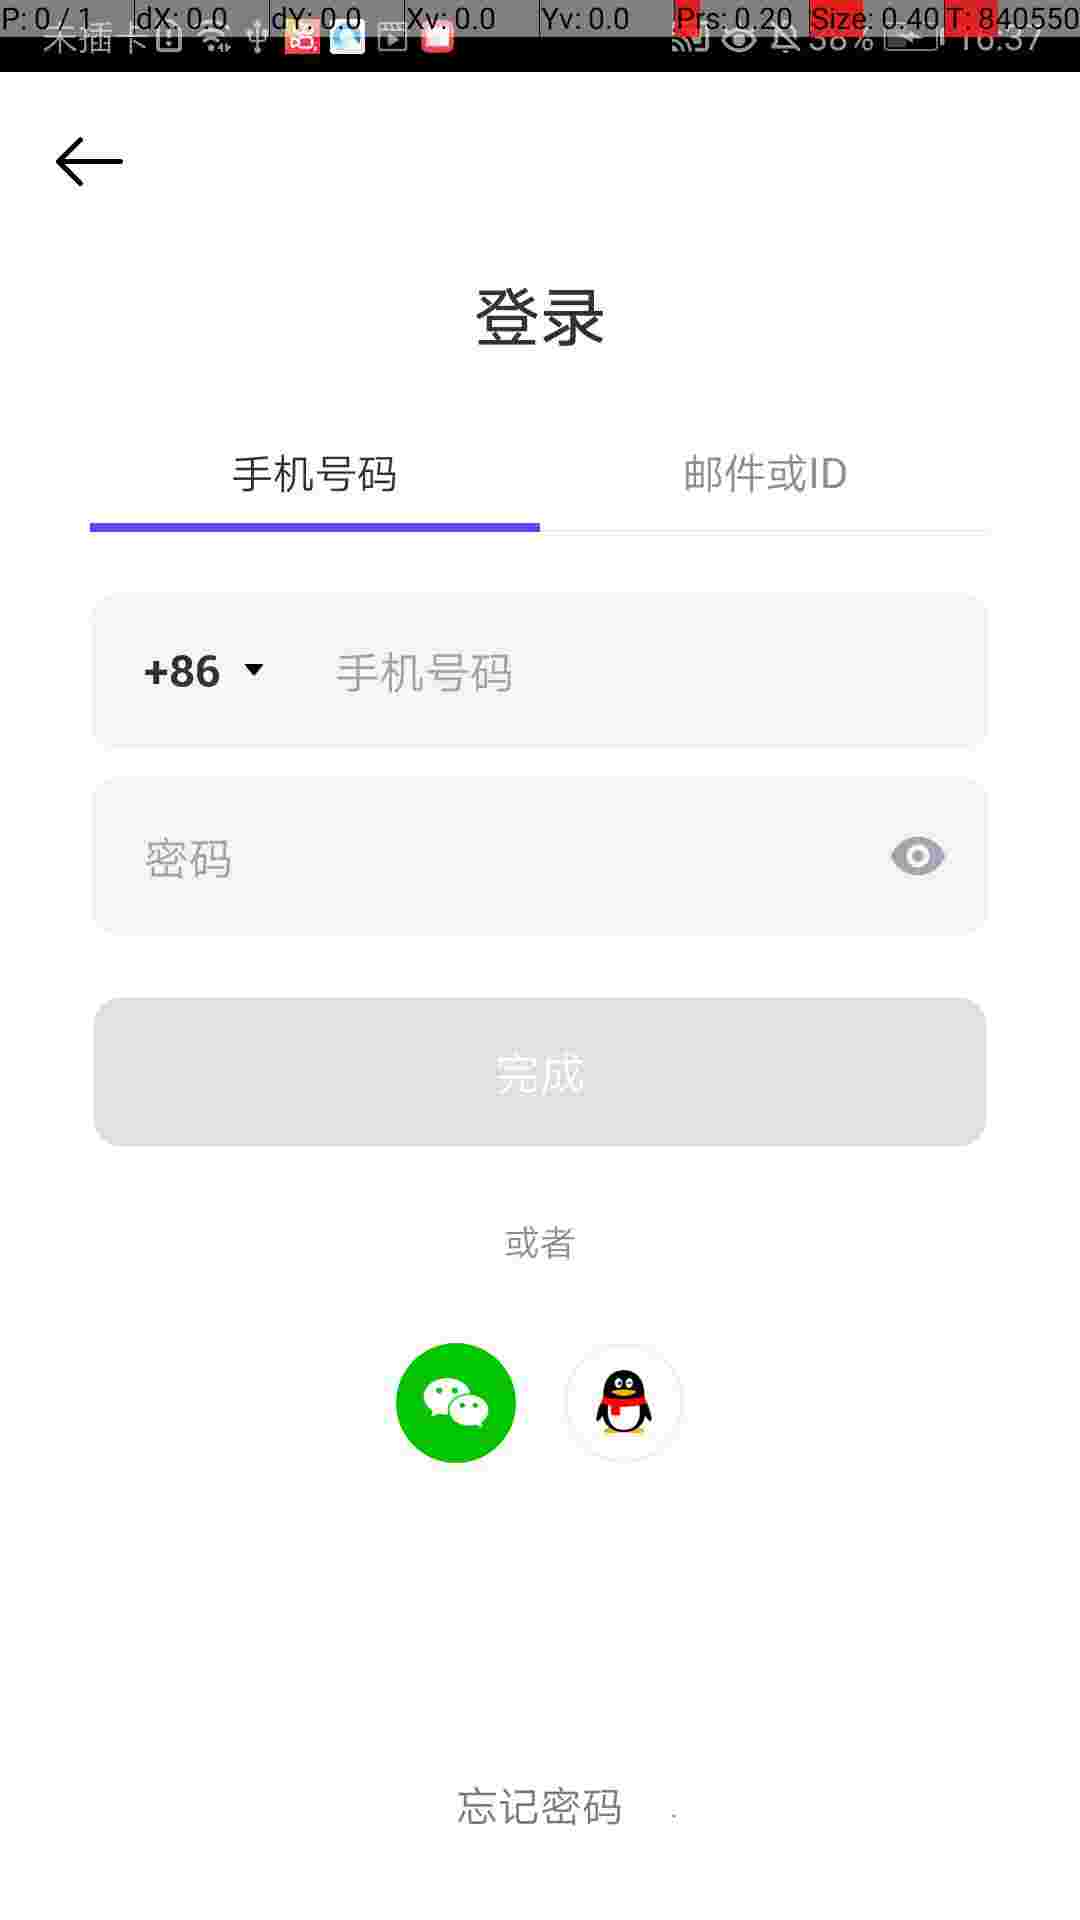 P: 0 / 1 dX: 0.0 dY: 0.0 Xv: 0.0 Yv: 0.0 Prs: 0.20 Size: 0.40 T: 840550
未插卡 38% 16:37
登录
手机号码 邮件或ID
+86 手机号码
密码
完成
或者
忘记密码